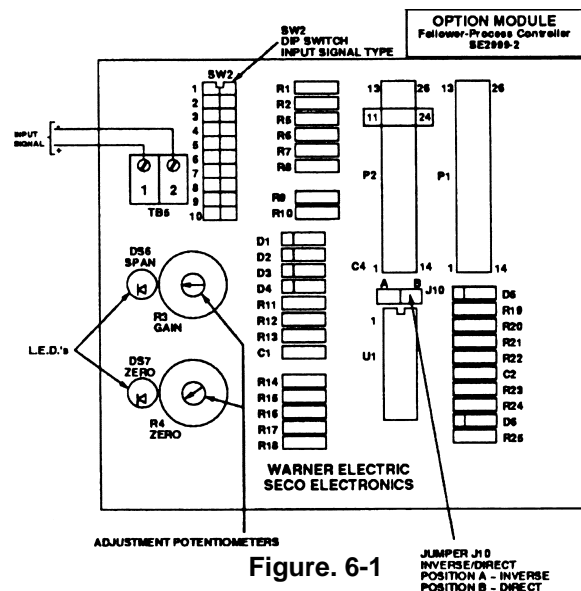 OPTION MODULE
Follower-Process Controller
SE2999-2
SW2
DIP SWITCH
INPUT SIGNAL TYPE
SW2
1
2
3
4
5
6
7
8
9
10
INPUT
SIGNAL
-
+
1 2
TB5
R1
R2
R5
R6
R7
R8
R9
R10
D1
D2
D3
D4
R11
R12
R13
C1
R14
R15
R16
R17
R18
13 26
11 24
P2
C4 1 14
13 26
P1
1 14
A B J10
1
U1
D5
R19
R20
R21
R22
C2
R23
R24
D6
R25
DS6
SPAN
R3
GAIN
L.E.D.'s
DS7
ZERO
R4
ZERO
WARNER ELECTRIC
SECO ELECTRONICS
ADJUSTMENT POTENTIOMETERS
Figure. 6-1
JUMPER J10
INVERSE/DIRECT
POSITION A - INVERSE
POSITION B - DIRECT